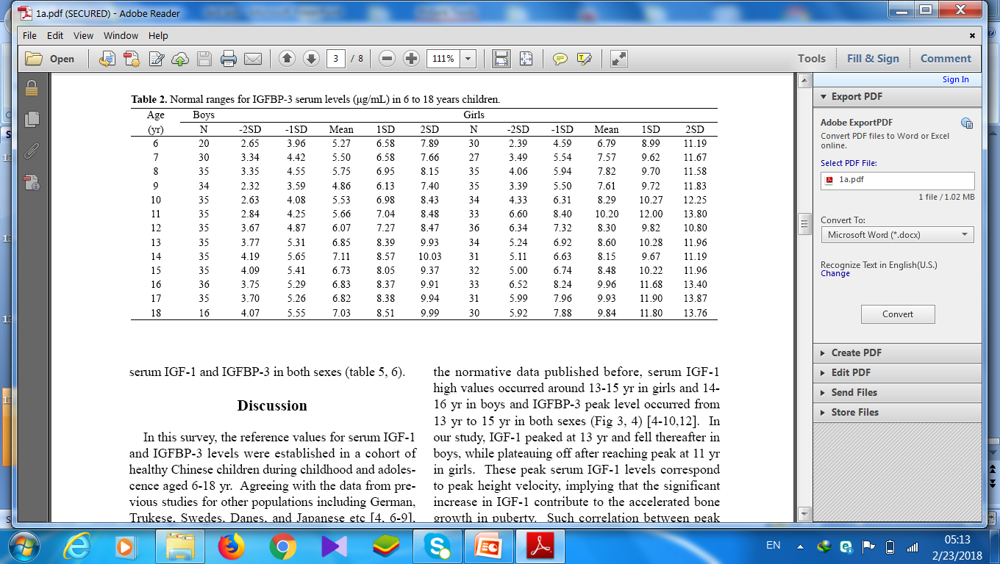 1a.pdf (SECURED) - Adobe Reader
File Edit View Window Help
Open 3 / 8 111% Tools Fill & Sign Comment
Sign In
Table 2. Normal ranges for IGFBP-3 serum levels (μg/mL) in 6 to 18 years children.
Age Boys Girls
(yr) N -2SD -1SD Mean 1SD 2SD N -2SD -1SD Mean 1SD 2SD
6 20 2.65 3.96 5.27 6.58 7.89 30 2.39 4.59 6.79 8.99 11.19
7 30 3.34 4.42 5.50 6.58 7.66 27 3.49 5.54 7.57 9.62 11.67
8 35 3.35 4.55 5.75 6.95 8.15 35 4.06 5.94 7.82 9.70 11.58
9 34 2.32 3.59 4.86 6.13 7.40 35 3.39 5.50 7.61 9.72 11.83
10 35 2.63 4.08 5.53 6.98 8.43 34 4.33 6.31 8.29 10.27 12.25
11 35 2.84 4.25 5.66 7.04 8.48 33 6.60 8.40 10.20 12.00 13.80
12 35 3.67 4.87 6.07 7.27 8.47 36 6.34 7.32 8.30 9.82 10.80
13 35 3.77 5.31 6.85 8.39 9.93 34 5.24 6.92 8.60 10.28 11.96
14 35 4.19 5.65 7.11 8.57 10.03 31 5.11 6.63 8.15 9.67 11.19
15 35 4.09 5.41 6.73 8.05 9.37 32 5.00 6.74 8.48 10.22 11.96
16 36 3.75 5.29 6.83 8.37 9.91 33 6.52 8.24 9.96 11.68 13.40
17 35 3.70 5.26 6.82 8.38 9.94 31 5.99 7.96 9.93 11.90 13.87
18 16 4.07 5.55 7.03 8.51 9.99 30 5.92 7.88 9.84 11.80 13.76
serum IGF-1 and IGFBP-3 in both sexes (table 5, 6).
Discussion
In this survey, the reference values for serum IGF-1
and IGFBP-3 levels were established in a cohort of
healthy Chinese children during childhood and adoles-
cence aged 6-18 yr. Agreeing with the data from pre-
vious studies for other populations including German,
Trukese, Swedes, Danes, and Japanese etc [4, 6-9],
the normative data published before, serum IGF-1
high values occurred around 13-15 yr in girls and 14-
16 yr in boys and IGFBP-3 peak level occurred from
13 yr to 15 yr in both sexes (Fig 3, 4) [4-10,12]. In
our study, IGF-1 peaked at 13 yr and fell thereafter in
boys, while plateauing off after reaching peak at 11 yr
in girls. These peak serum IGF-1 levels correspond
to peak height velocity, implying that the significant
increase in IGF-1 contribute to the accelerated bone
growth in puberty. Such correlation between peak
Export PDF
Adobe ExportPDF
Convert PDF files to Word or Excel
online.
Select PDF File:
1a.pdf
1 file / 1.02 MB
Convert To:
Microsoft Word (*.docx)
Recognize Text in English(U.S.)
Change
Convert
Create PDF
Edit PDF
Send Files
Store Files
EN
05:13
2/23/2018